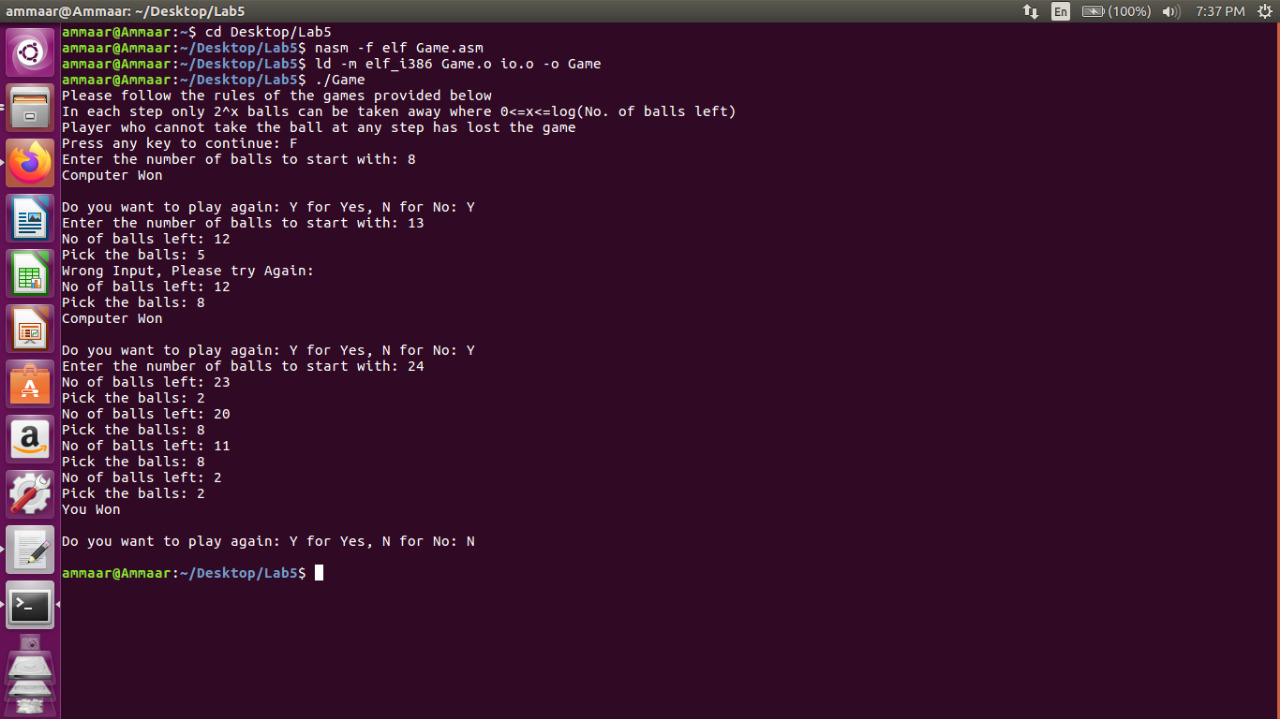 ammaar@Ammaar: ~/Desktop/Lab5
En
(100%)
7:37 PM
ammaar@Ammaar:~$ cd Desktop/Lab5
ammaar@Ammaar:~/Desktop/Lab5$ nasm -f elf Game.asm
ammaar@Ammaar:~/Desktop/Lab5$ ld -m elf_i386 Game.o io.o -o Game
ammaar@Ammaar:~/Desktop/Lab5$ ./Game
Please follow the rules of the games provided below
In each step only 2^x balls can be taken away where 0<=x<=log(No. of balls left)
Player who cannot take the ball at any step has lost the game
Press any key to continue: F
Enter the number of balls to start with: 8
Computer Won
Do you want to play again: Y for Yes, N for No: Y
Enter the number of balls to start with: 13
No of balls left: 12
Pick the balls: 5
Wrong Input, Please try Again:
No of balls left: 12
Pick the balls: 8
Computer Won
Do you want to play again: Y for Yes, N for No: Y
Enter the number of balls to start with: 24
No of balls left: 23
Pick the balls: 2
No of balls left: 20
Pick the balls: 8
No of balls left: 11
Pick the balls: 8
No of balls left: 2
Pick the balls: 2
You Won
Do you want to play again: Y for Yes, N for No: N
ammaar@Ammaar:~/Desktop/Lab5$